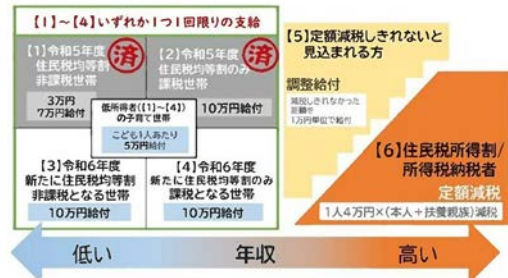 【1】~【4】いずれか1つ1回限りの支給
【1】令和5年度
住民税均等割
非課税世帯
済
3万円
7万円給付
【2】令和5年度
住民税均等割のみ
課税世帯
済
10万円給付
低所得者(【1】~【4】)
の子育て世帯
こども1人あたり
5万円給付
【3】令和6年度
新たに住民税均等割
非課税となる世帯
10万円給付
【4】令和6年度
新たに住民税均等割のみ
課税となる世帯
10万円給付
【5】定額減税しきれないと
見込まれる方
調整給付
減税しきれなかった
差額を
1万円単位で給付
【6】住民税所得割/
所得税納税者
定額減税
1人4万円×(本人+扶養親族)減税
低い
年収
高い